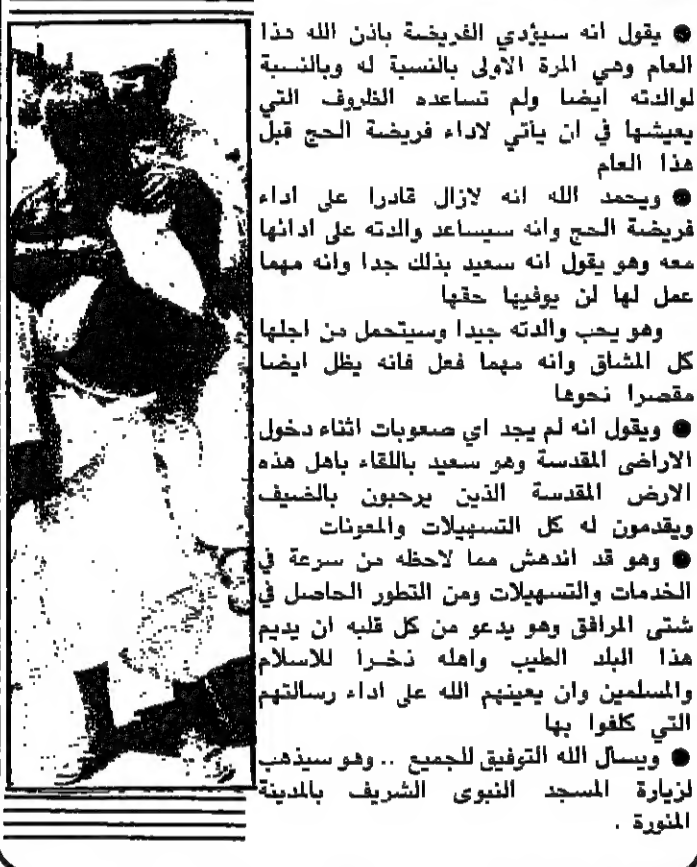 ● يقول انه سيؤدي الفريضة باذن الله هذا
العام وهي المرة الاولى بالنسبة له وبالنسبة
لوالدته ايضا ولم تساعده الظروف التي
يعيشها في ان يأتي لاداء فريضة الحج قبل
هذا العام
● ويحمد الله انه لازال قادرا على اداء
فريضة الحج وانه سيساعد والدته على ادائها
معه وهو يقول انه سعيد بذلك جدا وانه مهما
عمل لها لن يوفيها حقها
وهو يحب والدته جيدا وسيتحمل من اجلها
كل المشاق وانه مهما فعل فانه يظل ايضا
مقصرا نحوها
● ويقول انه لم يجد اي صعوبات اثناء دخول
الاراضى المقدسة وهو سعيد باللقاء باهل هذه
الارض المقدسة الذين يرحبون بالضيف
ويقدمون له كل التسهيلات والمعونات
● وهو قد اندهش مما لاحظه من سرعة في
الخدمات والتسهيلات ومن التطور الحاصل في
شتى المرافق وهو يدعو من كل قلبه ان يديم
هذا البلد الطيب واهله ذخرا للاسلام
والمسلمين وان يعينهم الله على اداء رسالتهم
التي كلفوا بها
● ويسأل الله التوفيق للجميع .. وهو سيذهب
لزيارة المسجد النبوى الشريف بالمدينة
المنورة .